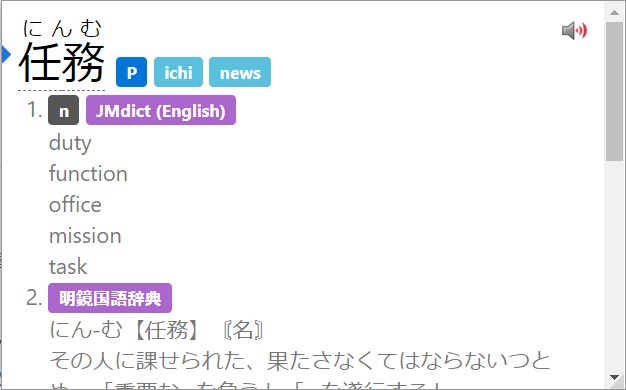 にんむ
任務 P ichi news
1. n JMdict (English)
duty
function
office
mission
task
2. 明鏡国語辞典
にん-む【任務】〘名〙
その人に課せられた、果たさなくてはならないつと